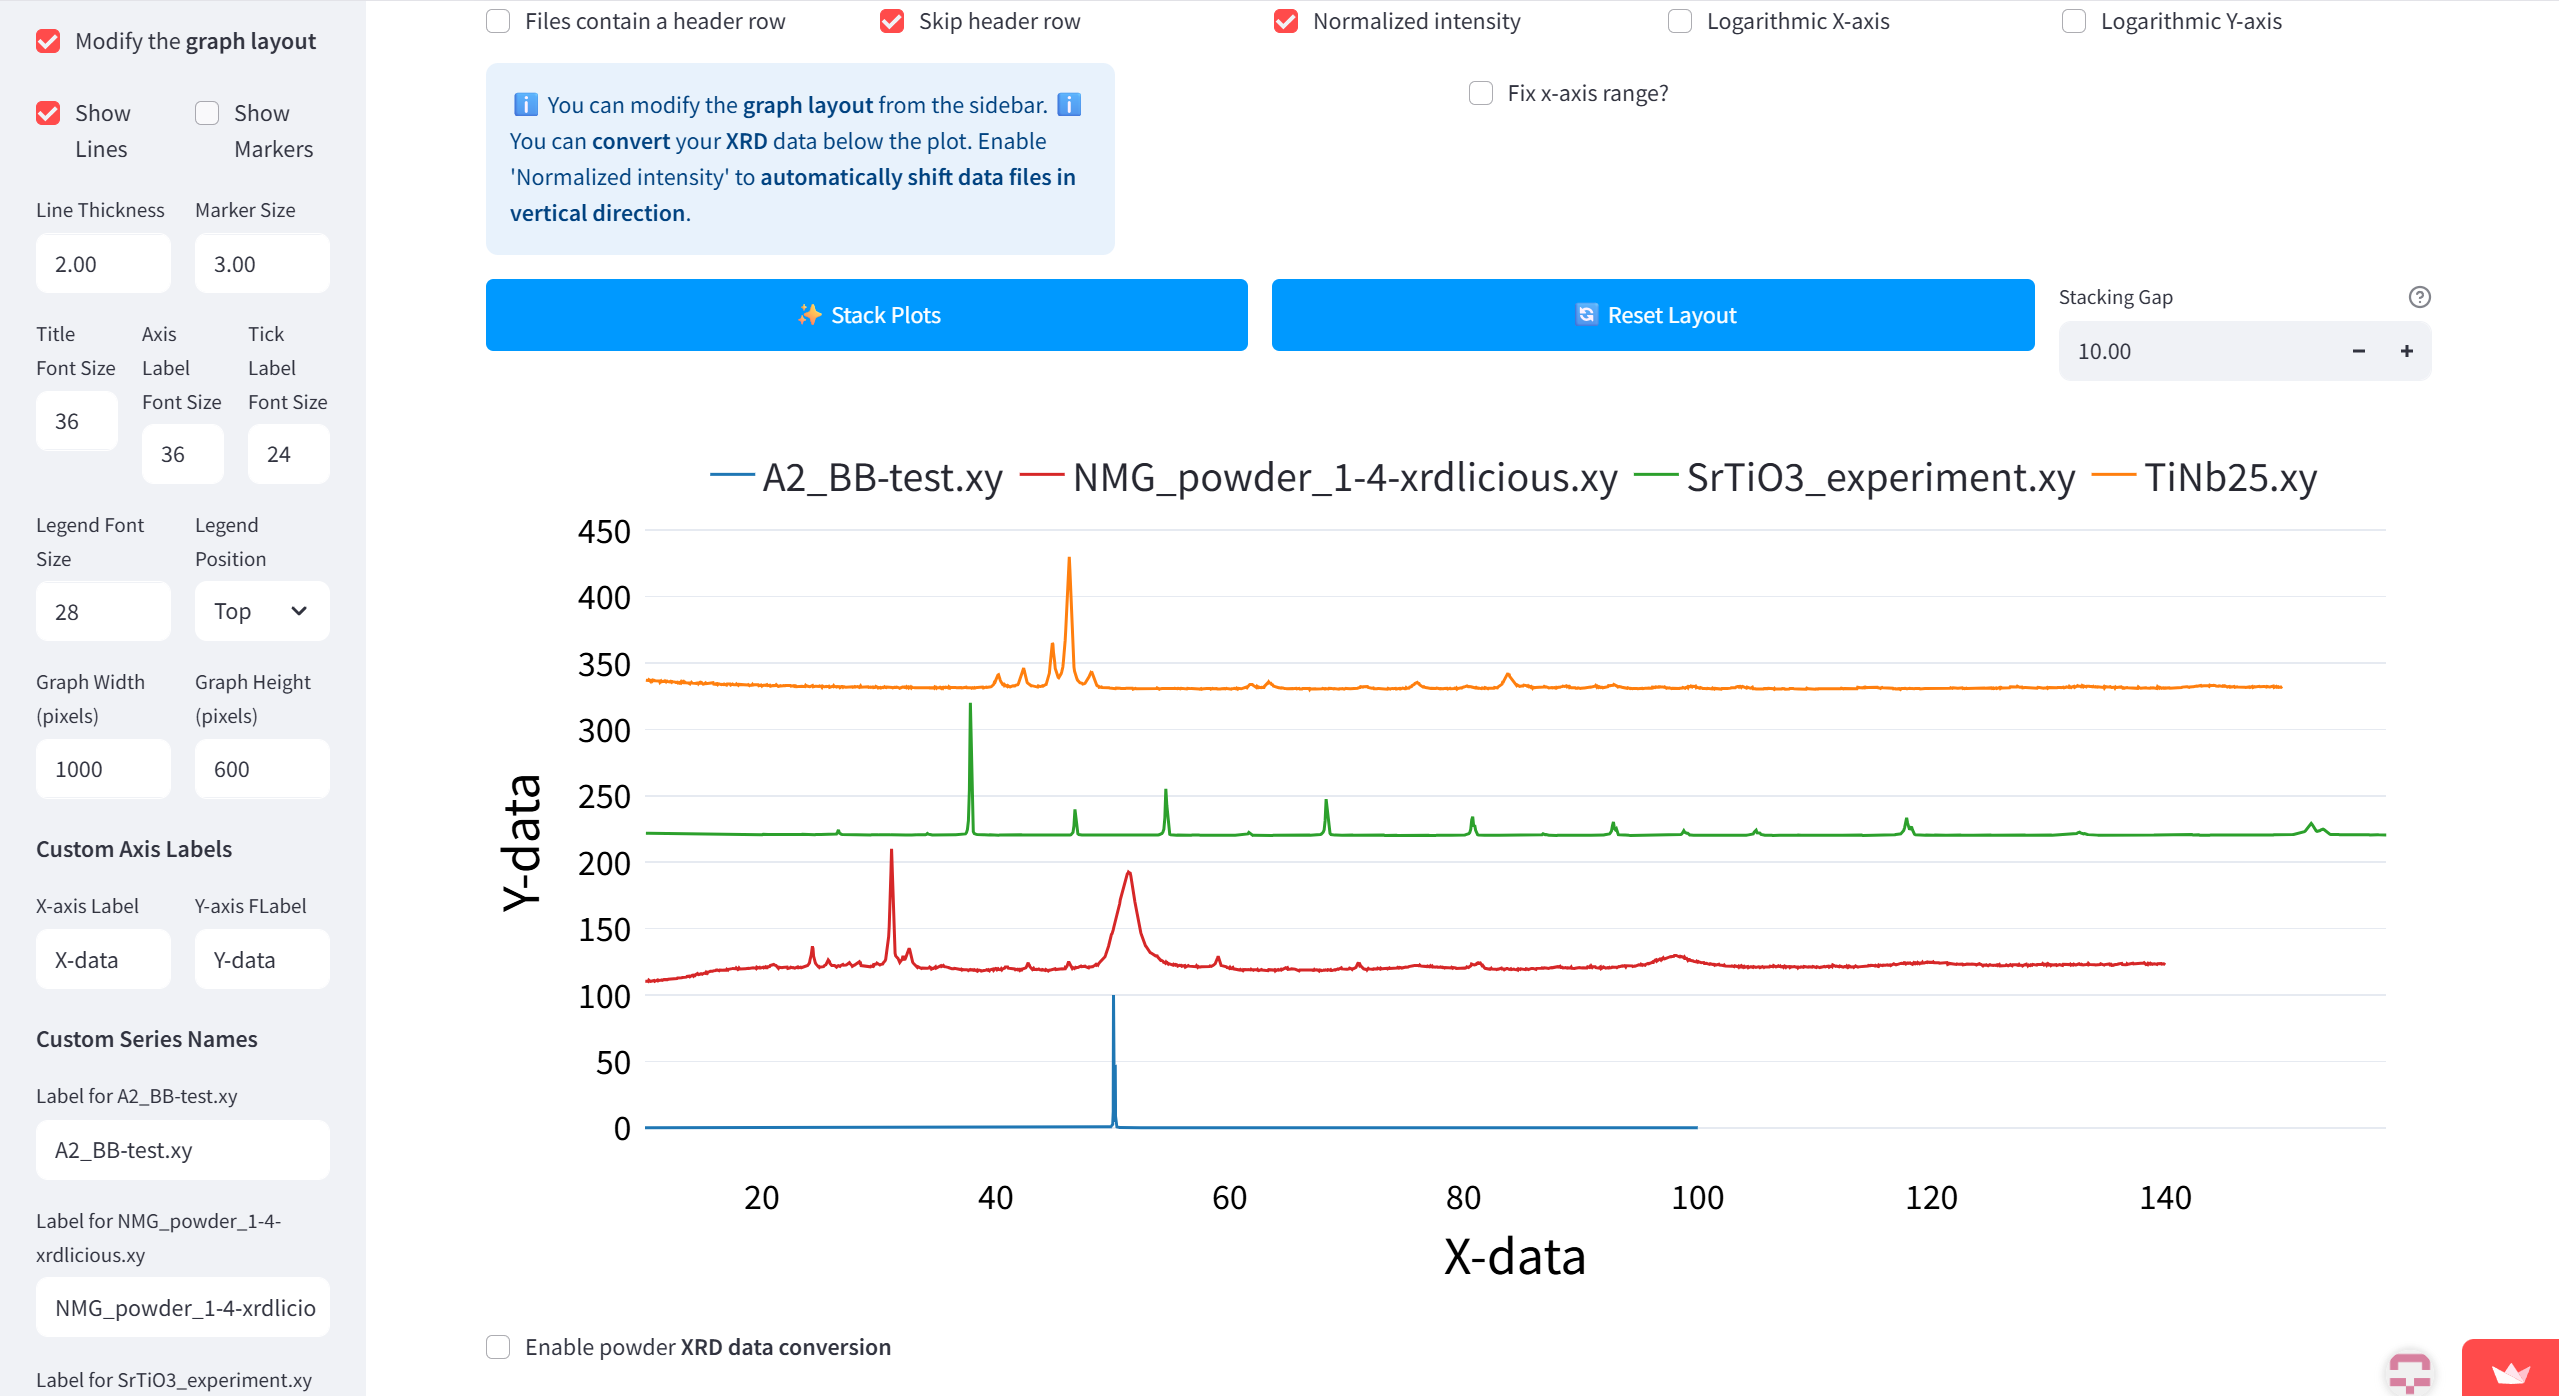 Modify the graph layout
Show Lines
Show Markers
Line Thickness
Marker Size
2.00
3.00
Title Font Size
Axis Label Font Size
Tick Label Font Size
36
36
24
Legend Font Size
Legend Position
28
Top
Graph Width (pixels)
Graph Height (pixels)
1000
600
Custom Axis Labels
X-axis Label
Y-axis FLabel
X-data
Y-data
Custom Series Names
Label for A2_BB-test.xy
A2_BB-test.xy
Label for NMG_powder_1-4-
xrdlicious.xy
NMG_powder_1-4-xrdlicio
Label for SrTiO3_experiment.xy
Files contain a header row
Skip header row
Normalized intensity
Logarithmic X-axis
Logarithmic Y-axis
ℹ️ You can modify the graph layout from the sidebar. ℹ️
You can convert your XRD data below the plot. Enable
'Normalized intensity' to automatically shift data files in
vertical direction.
Fix x-axis range?
✨ Stack Plots
🔄 Reset Layout
Stacking Gap
10.00
A2_BB-test.xy
NMG_powder_1-4-xrdlicious.xy
SrTiO3_experiment.xy
TiNb25.xy
450
400
350
300
250
200
150
100
50
0
Y-data
20
40
60
80
100
120
140
X-data
Enable powder XRD data conversion